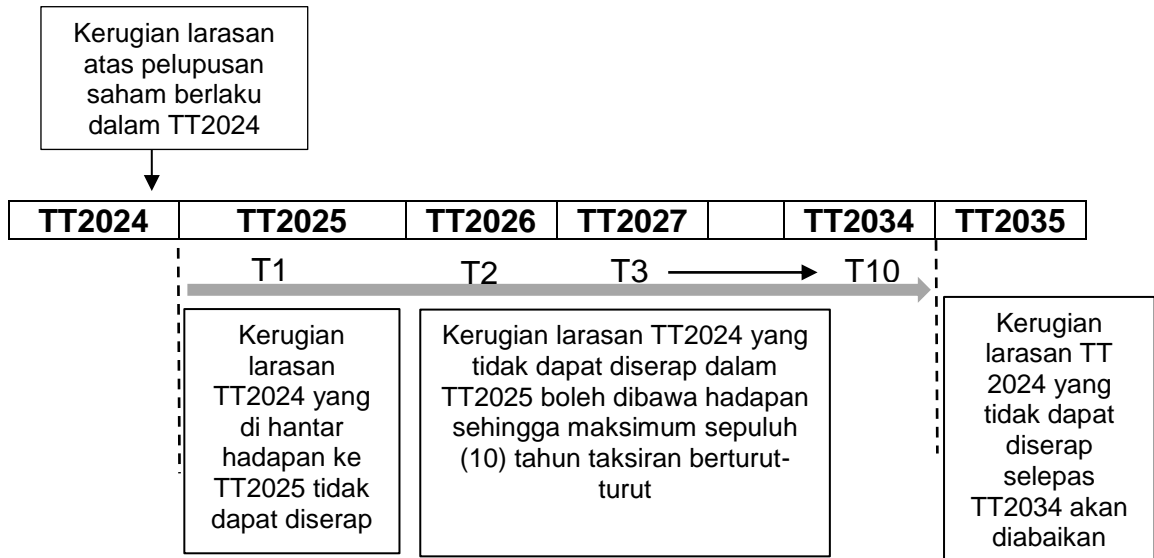 Kerugian larasan
atas pelupusan
saham berlaku
dalam TT2024
TT2024 TT2025 TT2026 TT2027 TT2034 TT2035
T1 T2 T3 T10
Kerugian
larasan
TT2024 yang
di hantar
hadapan ke
TT2025 tidak
dapat diserap
Kerugian larasan TT2024 yang
tidak dapat diserap dalam
TT2025 boleh dibawa hadapan
sehingga maksimum sepuluh
(10) tahun taksiran berturut-
turut
Kerugian
larasan TT
2024 yang
tidak dapat
diserap
selepas
TT2034 akan
diabaikan